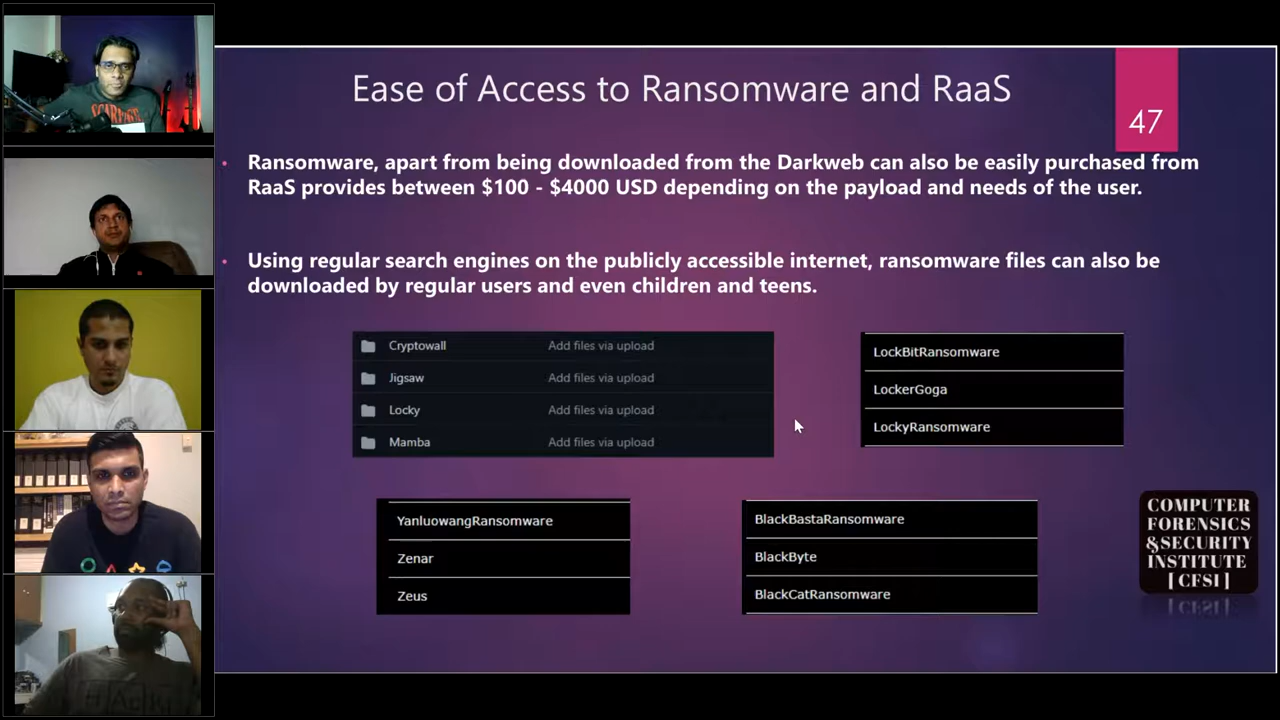 Ease of Access to Ransomware and RaaS
47
• Ransomware, apart from being downloaded from the Darkweb can also be easily purchased from
RaaS provides between $100 - $4000 USD depending on the payload and needs of the user.
• Using regular search engines on the publicly accessible internet, ransomware files can also be
downloaded by regular users and even children and teens.
Cryptowall Add files via upload
Jigsaw Add files via upload
Locky Add files via upload
Mamba Add files via upload
LockBitRansomware
LockerGoga
LockyRansomware
YanluowangRansomware
Zenar
Zeus
BlackBastaRansomware
BlackByte
BlackCatRansomware
COMPUTER
FORENSICS
&SECURITY
INSTITUTE
[ CFSI ]